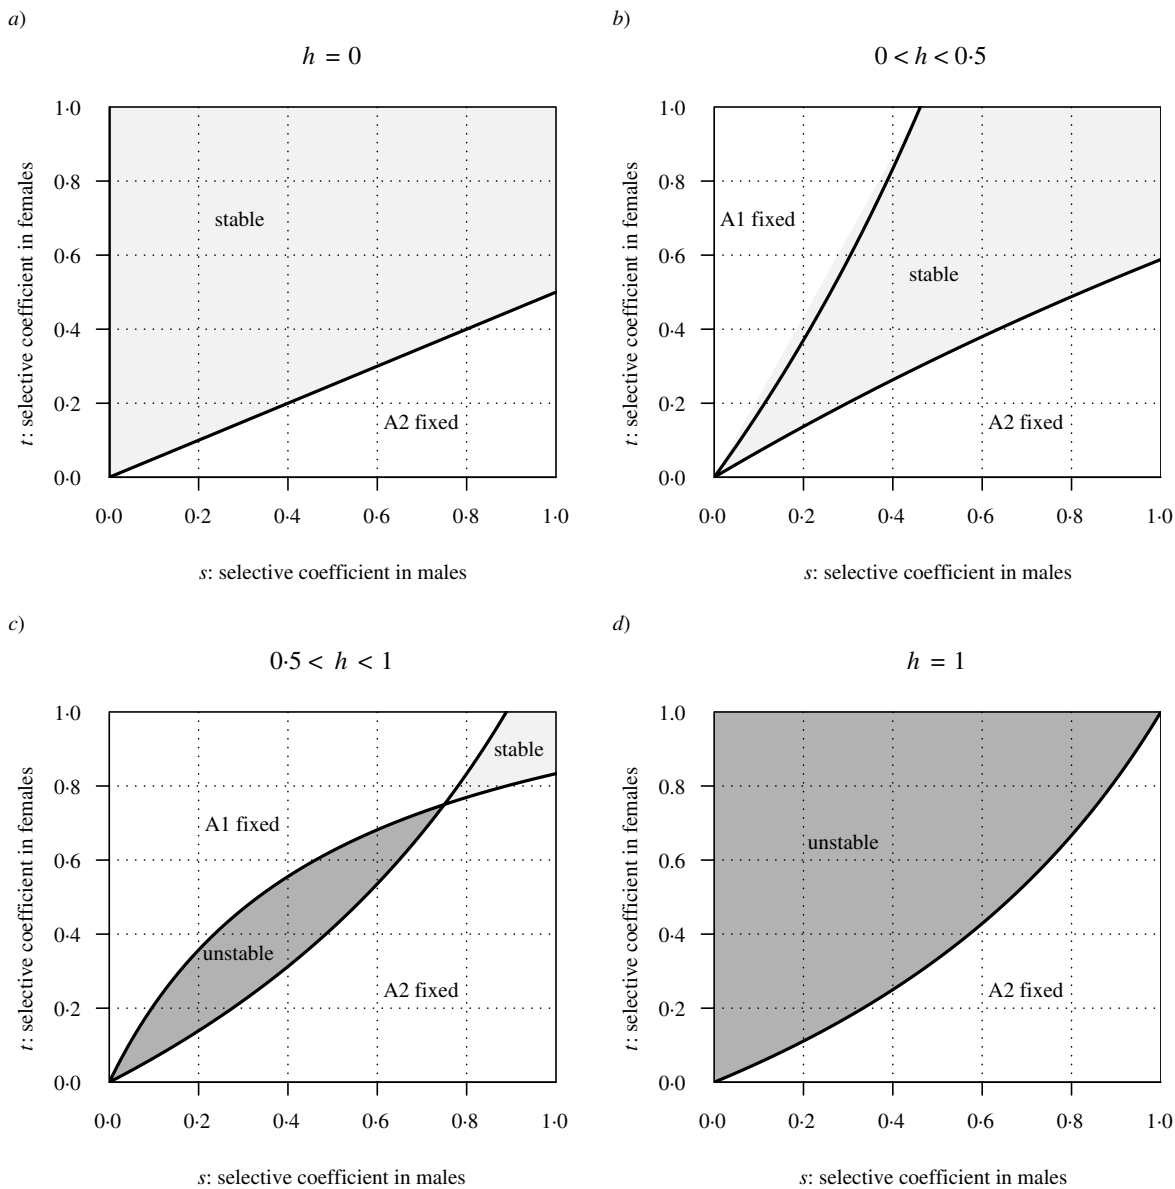 a)
h = 0
1·0
0·8
0·6
0·4
0·2
0·0
t: selective coefficient in females
stable
A2 fixed
0·0 0·2 0·4 0·6 0·8 1·0
s: selective coefficient in males
b)
0 < h < 0·5
1·0
0·8
0·6
0·4
0·2
0·0
t: selective coefficient in females
A1 fixed
stable
A2 fixed
0·0 0·2 0·4 0·6 0·8 1·0
s: selective coefficient in males
c)
0·5 < h < 1
1·0
0·8
0·6
0·4
0·2
0·0
t: selective coefficient in females
stable
A1 fixed
unstable
A2 fixed
0·0 0·2 0·4 0·6 0·8 1·0
s: selective coefficient in males
d)
h = 1
1·0
0·8
0·6
0·4
0·2
0·0
t: selective coefficient in females
unstable
A2 fixed
0·0 0·2 0·4 0·6 0·8 1·0
s: selective coefficient in males